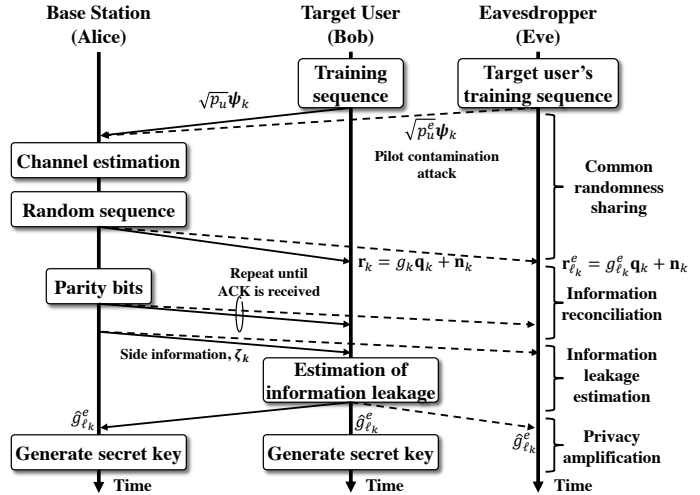 Base Station
(Alice)
Target User
(Bob)
Eavesdropper
(Eve)
Training
sequence
Target user's
training sequence
√p_u ψ_k
√p_u^e ψ_k
Pilot contamination
attack
Channel estimation
Random sequence
Common
randomness
sharing
r_k = g_k q_k + n_k
r_{ℓ_k}^e = g_{ℓ_k}^e q_k + n_k
Parity bits
Repeat until
ACK is received
Information
reconciliation
Side information, ζ_k
Estimation of
information leakage
Information
leakage
estimation
ĝ_{ℓ_k}^e
ĝ_{ℓ_k}^e
ĝ_{ℓ_k}^e
Privacy
amplification
Generate secret key
Generate secret key
Time
Time
Time